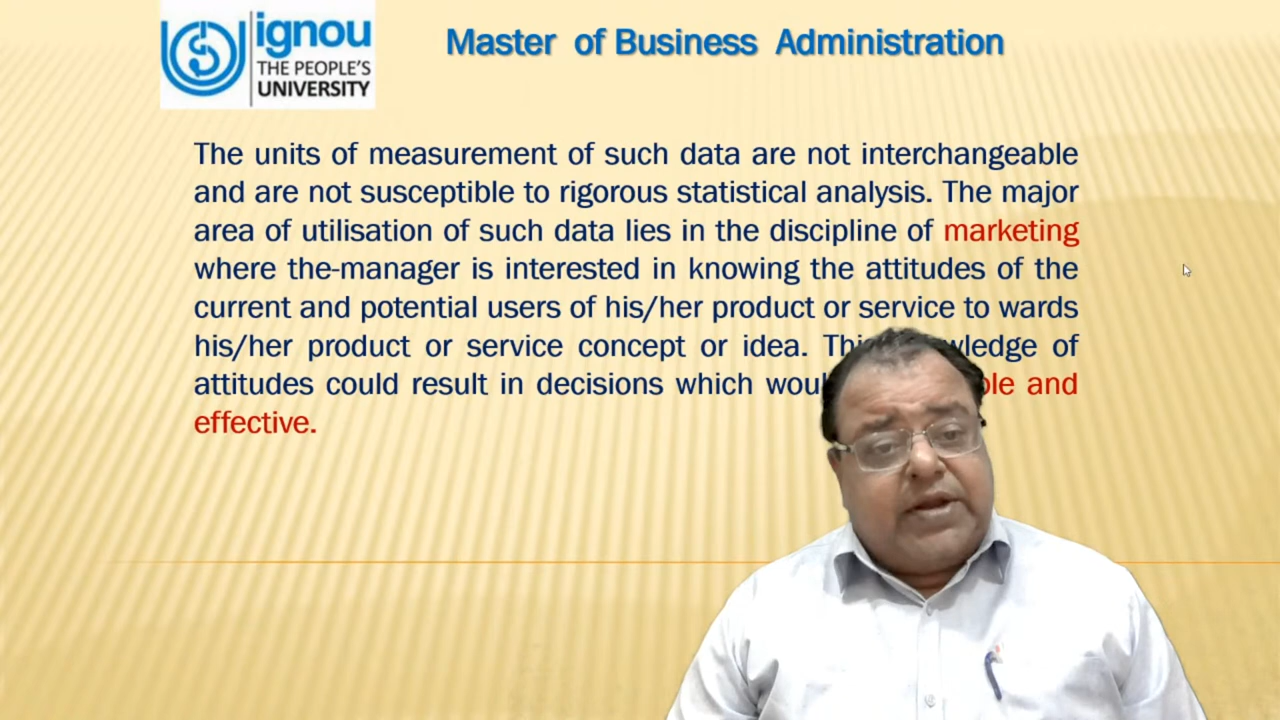 ignou
THE PEOPLE'S
UNIVERSITY
Master of Business Administration
The units of measurement of such data are not interchangeable
and are not susceptible to rigorous statistical analysis. The major
area of utilisation of such data lies in the discipline of marketing
where the-manager is interested in knowing the attitudes of the
current and potential users of his/her product or service to wards
his/her product or service concept or idea. of
attitudes could result in decisions which and
effective.